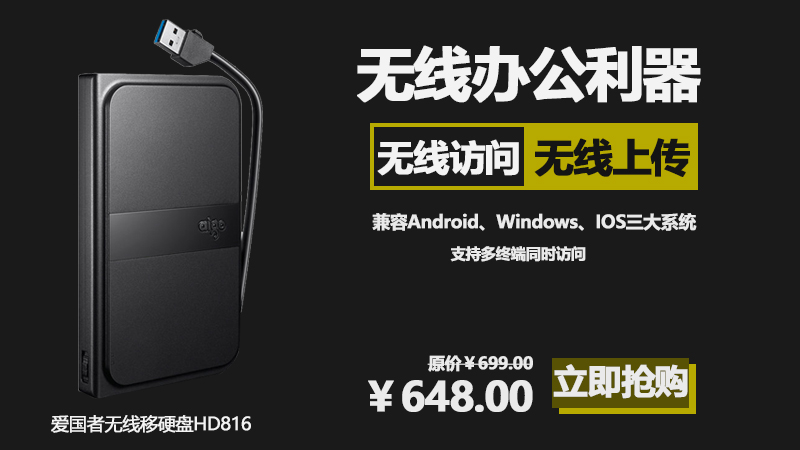 无线办公利器
无线访问 无线上传
兼容Android、Windows、IOS三大系统
支持多终端同时访问
aigo
原价￥699.00
￥648.00
立即抢购
爱国者无线移硬盘HD816